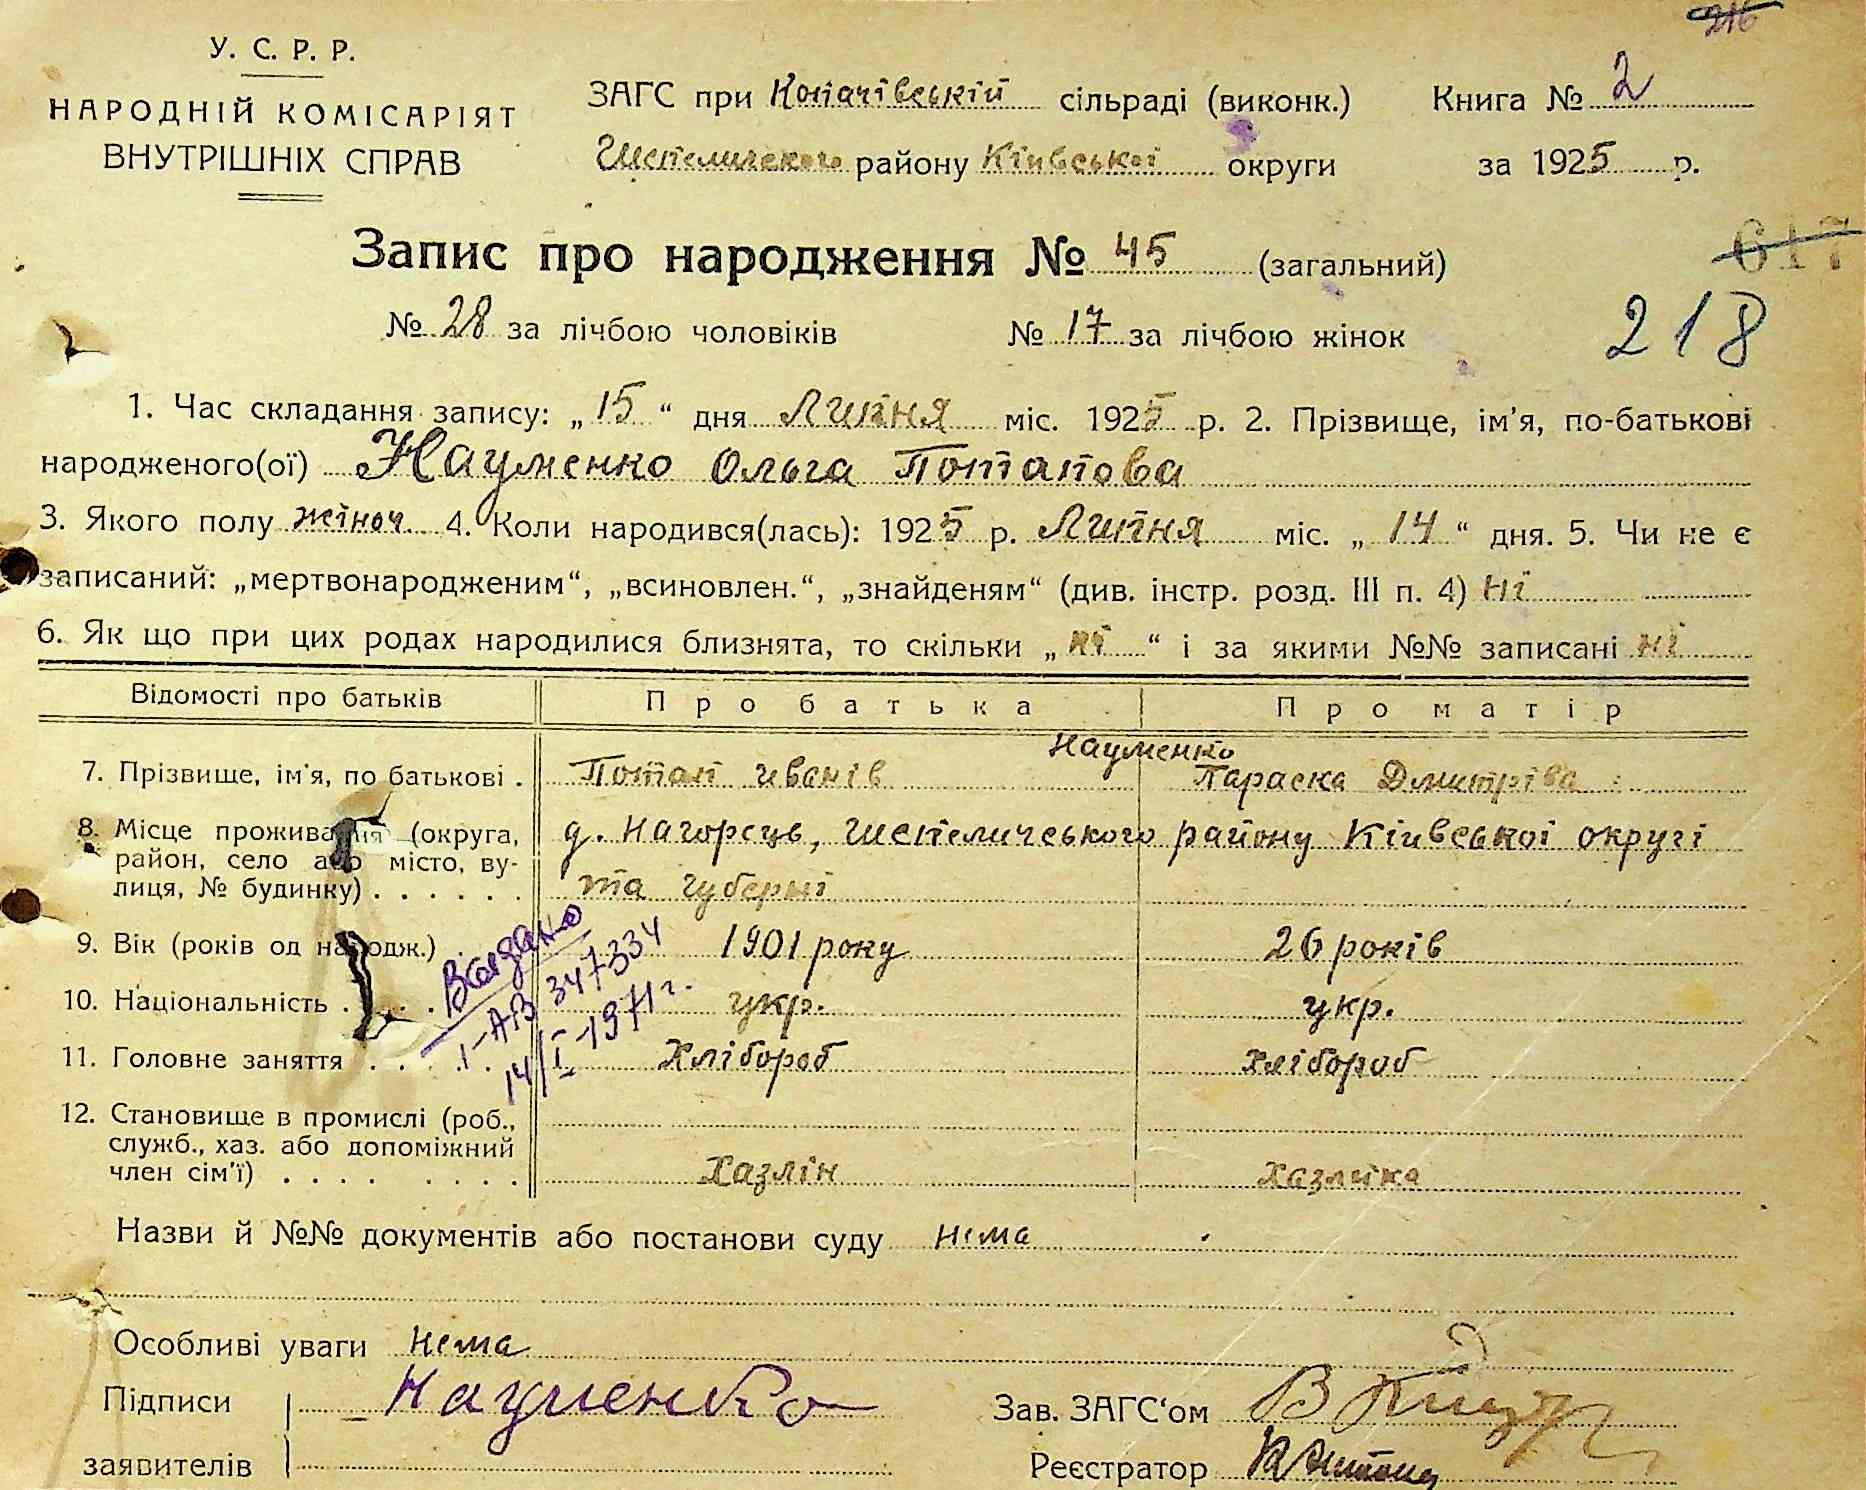 216
У. С. Р. Р.
НАРОДНІЙ КОМІСАРІЯТ
ВНУТРІШНІХ СПРАВ
ЗАГС при Копачівській сільраді (виконк.) Книга № 2
Шепелического району Київської округи за 1925 р.
Запис про народження № 45 (загальний)
617
№ 28 за лічбою чоловіків № 17 за лічбою жінок
218
1. Час складання запису: „15“ дня Липня міс. 1925 р. 2. Прізвище, ім'я, по-батькові
народженого(ої) Науменко Ольга Потапова
3. Якого полу жіноч. 4. Коли народився(лась): 1925 р. Липня міс. „14“ дня. 5. Чи не є
записаний: „мертвонародженим“, „всиновлен.“, „знайденям“ (див. інстр. розд. III п. 4) ні
6. Як що при цих родах народилися близнята, то скільки „ні“ і за якими №№ записані ні
Відомості про батьків Про батька Про матір
Науменко
7. Прізвище, ім'я, по батькові . Потап иванів Параска Дмитріва
8. Місце проживання (округа, район, село або місто, вулиця, № будинку) . . . . . .
д. Нагорець, Шепеличського району Київської округі
та губерні
9. Вік (років од народж.) 1901 року 26 років
Видано
1-АВ 347334
14/I-1971 г.
10. Національність . . . . укр. укр.
11. Головне заняття . . . . . Хлібороб хлібороб
12. Становище в промислі (роб.,
служб., хаз. або допоміжний
член сім'ї) . . . . . . . . Хазяїн хазяйка
Назви й №№ документів або постанови суду нема
Особливі уваги нема
Підписи Науменко Зав. ЗАГС'ом
заявителів Реєстратор